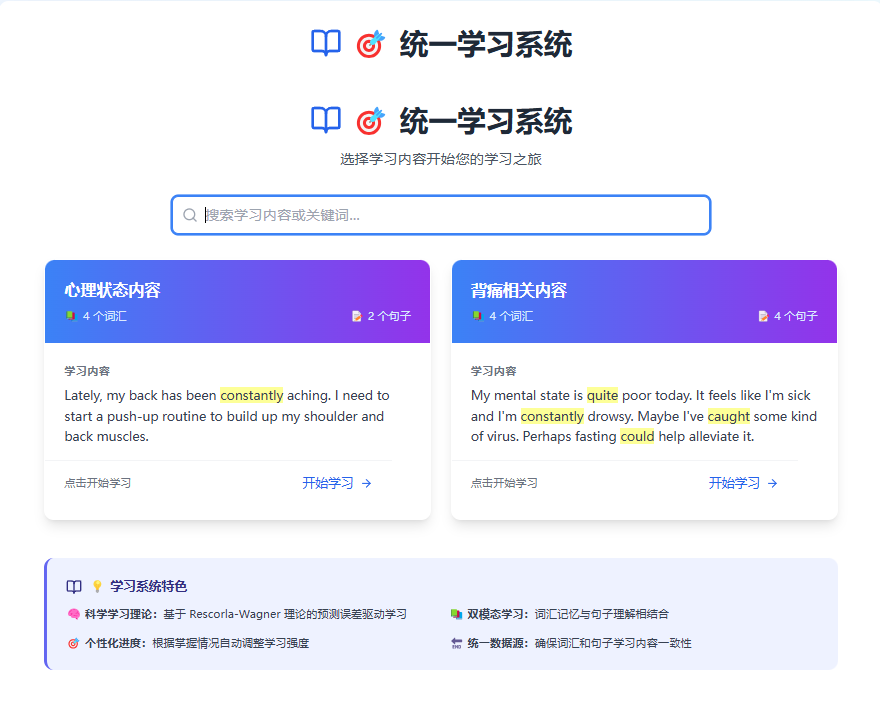 🎯 统一学习系统
🎯 统一学习系统
选择学习内容开始您的学习之旅
搜索学习内容或关键词...
心理状态内容
4 个词汇
2 个句子
学习内容
Lately, my back has been constantly aching. I need to
start a push-up routine to build up my shoulder and
back muscles.
点击开始学习
开始学习 →
背痛相关内容
4 个词汇
4 个句子
学习内容
My mental state is quite poor today. It feels like I'm sick
and I'm constantly drowsy. Maybe I've caught some kind
of virus. Perhaps fasting could help alleviate it.
点击开始学习
开始学习 →
💡 学习系统特色
🧠 科学学习理论：基于 Rescorla-Wagner 理论的预测误差驱动学习
📚 双模态学习：词汇记忆与句子理解相结合
🎯 个性化进度：根据掌握情况自动调整学习强度
🔚 统一数据源：确保词汇和句子学习内容一致性